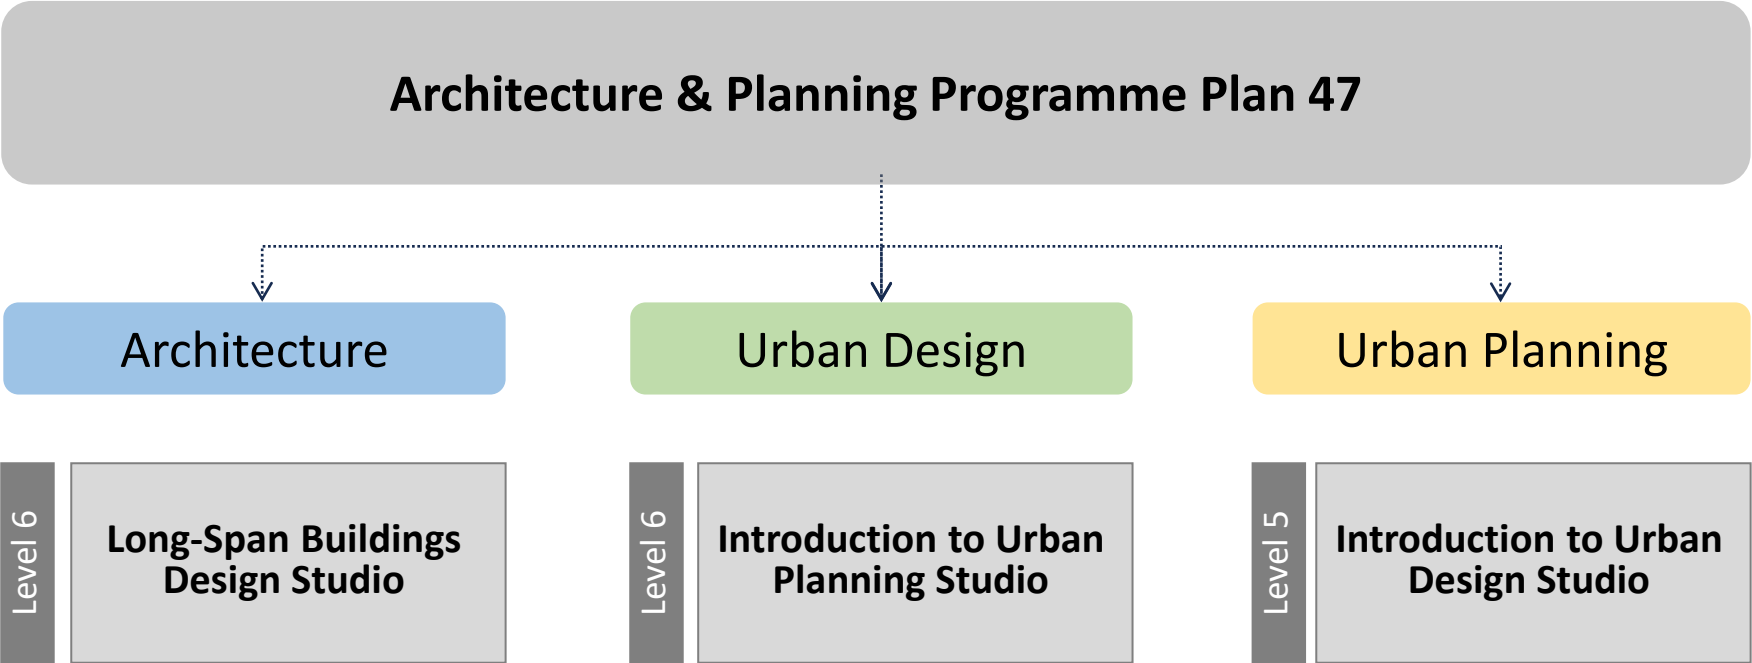 Architecture & Planning Programme Plan 47
Architecture
Urban Design
Urban Planning
Level 6
Long-Span Buildings
Design Studio
Level 6
Introduction to Urban
Planning Studio
Level 5
Introduction to Urban
Design Studio